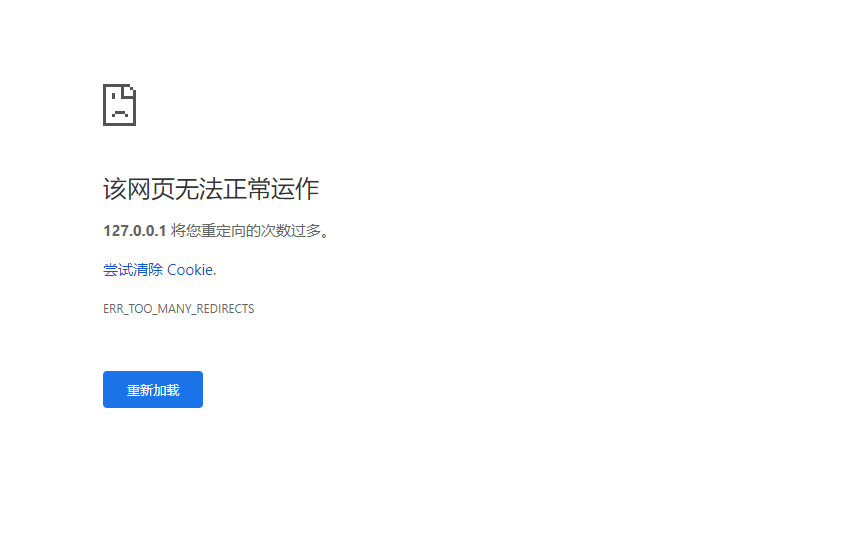 该网页无法正常运作
127.0.0.1 将您重定向的次数过多。
尝试清除 Cookie.
ERR_TOO_MANY_REDIRECTS
重新加载